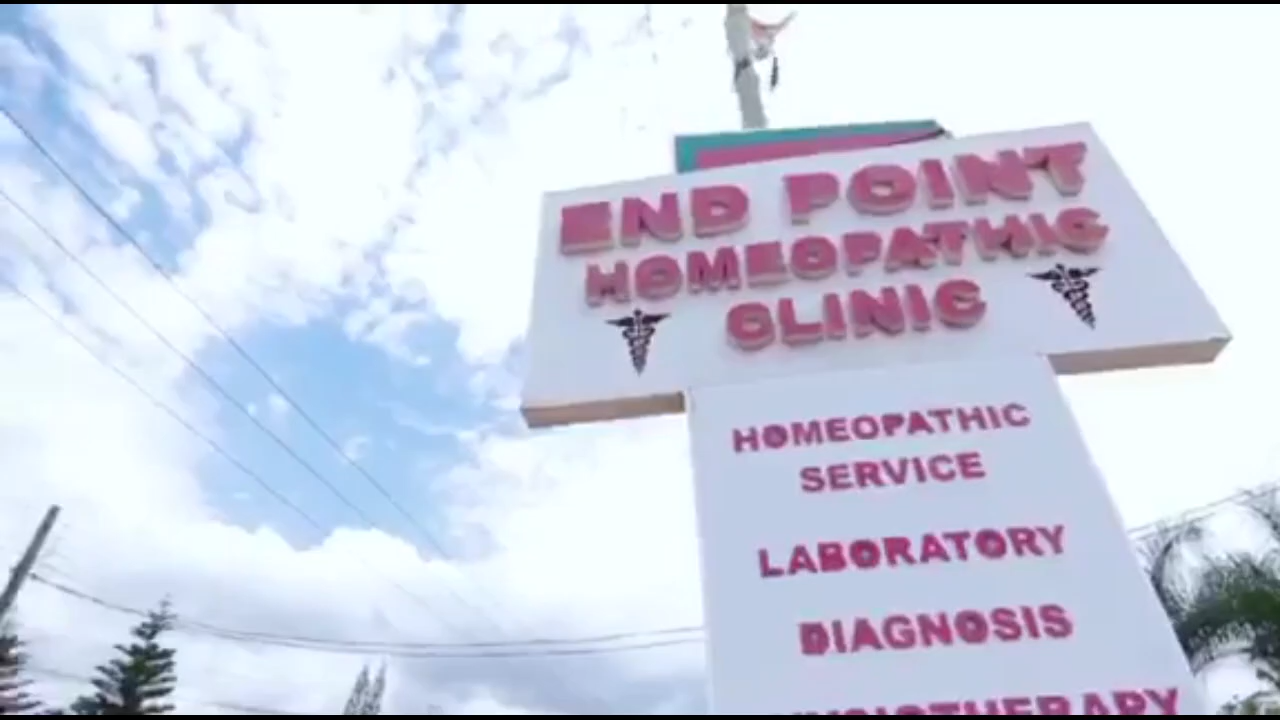 END POINT
HOMEOPATHIC
CLINIC
HOMEOPATHIC
SERVICE
LABORATORY
DIAGNOSIS